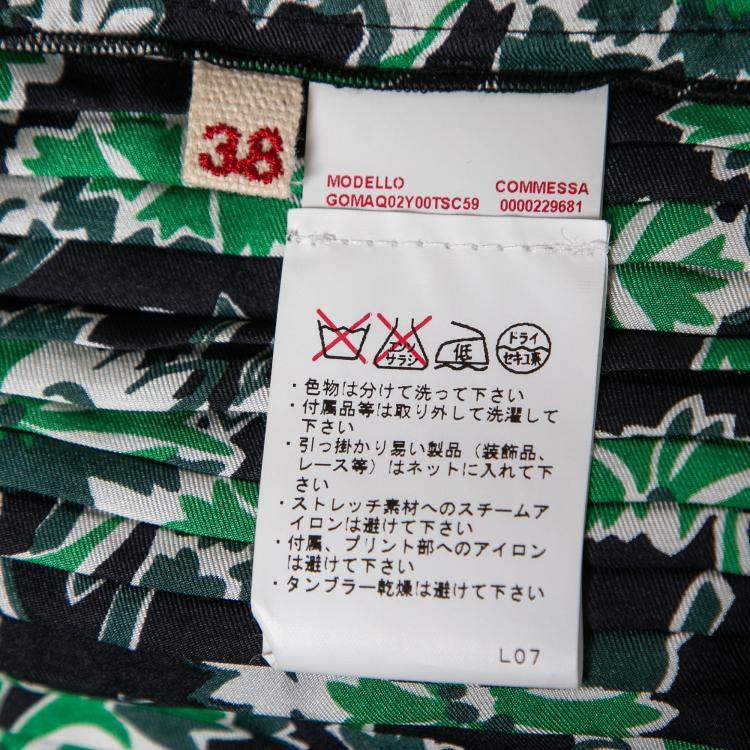 38
MODELLO COMMESSA
GOMAQ02Y00TSC59 0000229681
エンソ サラシ 低 ドライ セキユ系
・色物は分けて洗って下さい
・付属品等は取り外して洗濯して
下さい
・引っ掛かり易い製品（装飾品、
レース等）はネットに入れて下
さい
・ストレッチ素材へのスチームア
イロンは避けて下さい
・付属、プリント部へのアイロン
は避けて下さい
・タンブラー乾燥は避けて下さい
L07